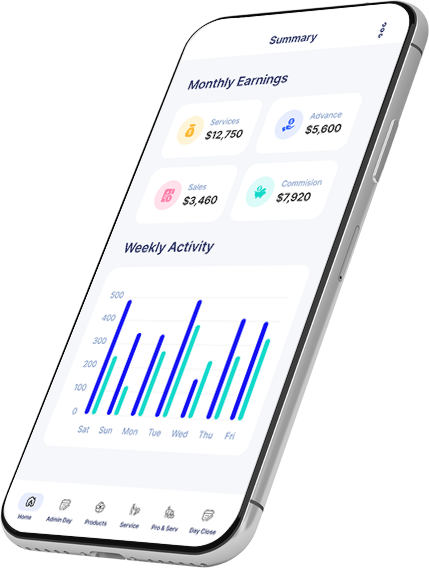 Summary
Monthly Earnings
Services
$12,750
Advance
$5,600
Sales
$3,460
Commision
$7,920
Weekly Activity
500
400
300
200
100
0
Sat Sun Mon Tue Wed Thu Fri
Home Admin Day Products Service Pro & Serv Day Close